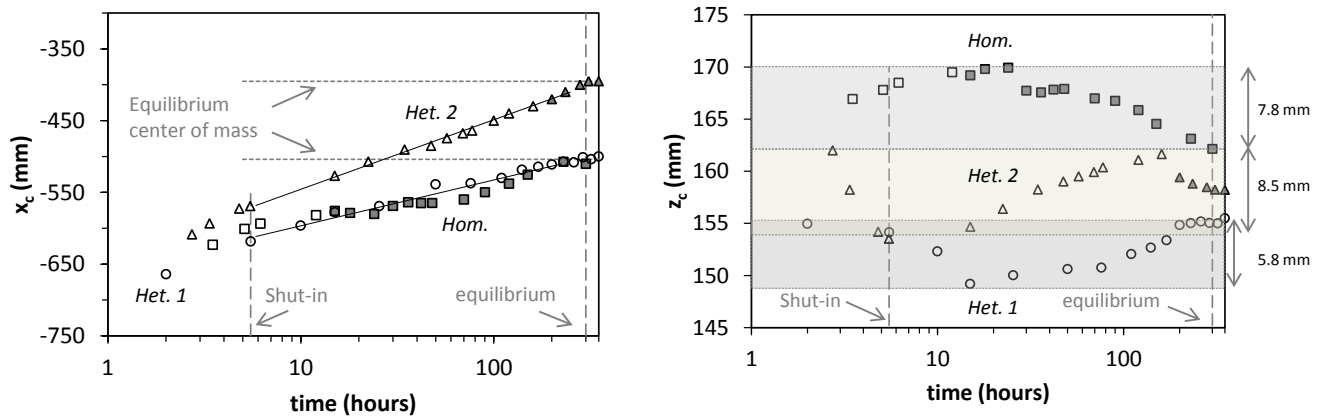 -350
-450
-550
-650
-750
x_c (mm)
Equilibrium
center of mass
Het. 2
Hom.
Het. 1
Shut-in
equilibrium
1
10
100
time (hours)
175
170
165
160
155
150
145
z_c (mm)
Hom.
Het. 2
Het. 1
Shut-in
equilibrium
7.8 mm
8.5 mm
5.8 mm
1
10
100
time (hours)